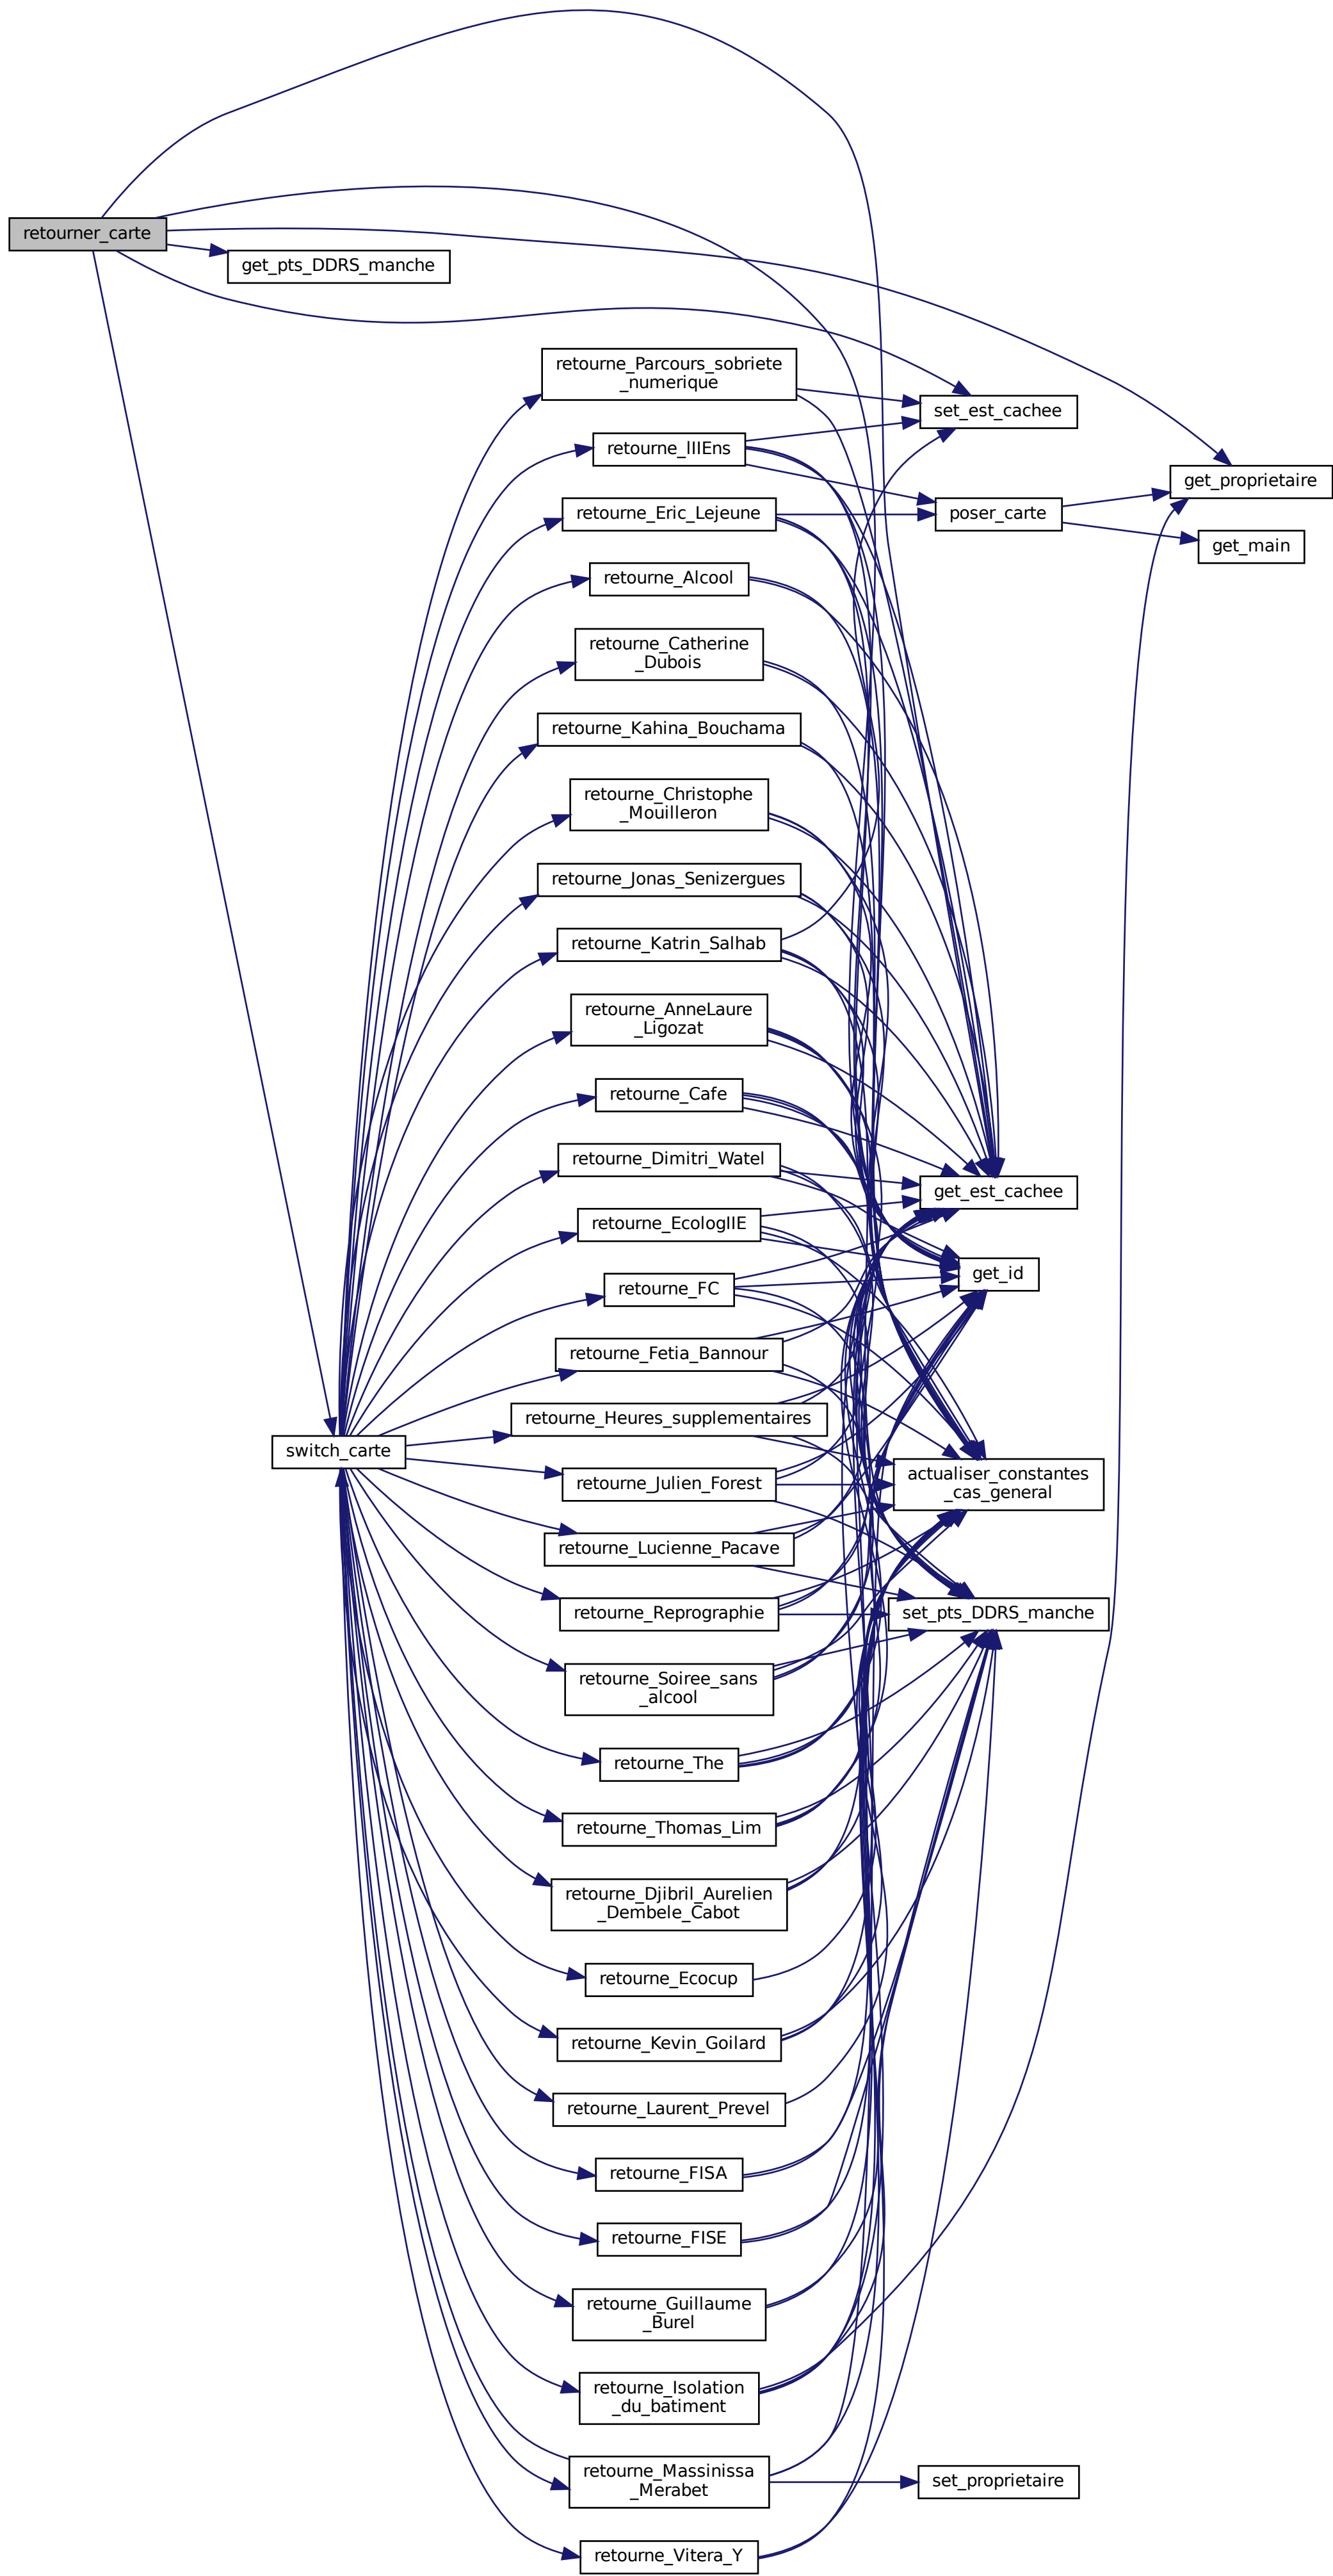 retourner_carte
get_pts_DDRS_manche
retourne_Parcours_sobriete
_numerique
set_est_cachee
retourne_IIIEns
get_proprietaire
retourne_Eric_Lejeune
poser_carte
get_main
retourne_Alcool
retourne_Catherine
_Dubois
retourne_Kahina_Bouchama
retourne_Christophe
_Mouilleron
retourne_Jonas_Senizergues
retourne_Katrin_Salhab
retourne_AnneLaure
_Ligozat
retourne_Cafe
retourne_Dimitri_Watel
get_est_cachee
retourne_EcologIIE
get_id
retourne_FC
retourne_Fetia_Bannour
retourne_Heures_supplementaires
switch_carte
retourne_Julien_Forest
actualiser_constantes
_cas_general
retourne_Lucienne_Pacave
retourne_Reprographie
set_pts_DDRS_manche
retourne_Soiree_sans
_alcool
retourne_The
retourne_Thomas_Lim
retourne_Djibril_Aurelien
_Dembele_Cabot
retourne_Ecocup
retourne_Kevin_Goilard
retourne_Laurent_Prevel
retourne_FISA
retourne_FISE
retourne_Guillaume
_Burel
retourne_Isolation
_du_batiment
retourne_Massinissa
_Merabet
set_proprietaire
retourne_Vitera_Y